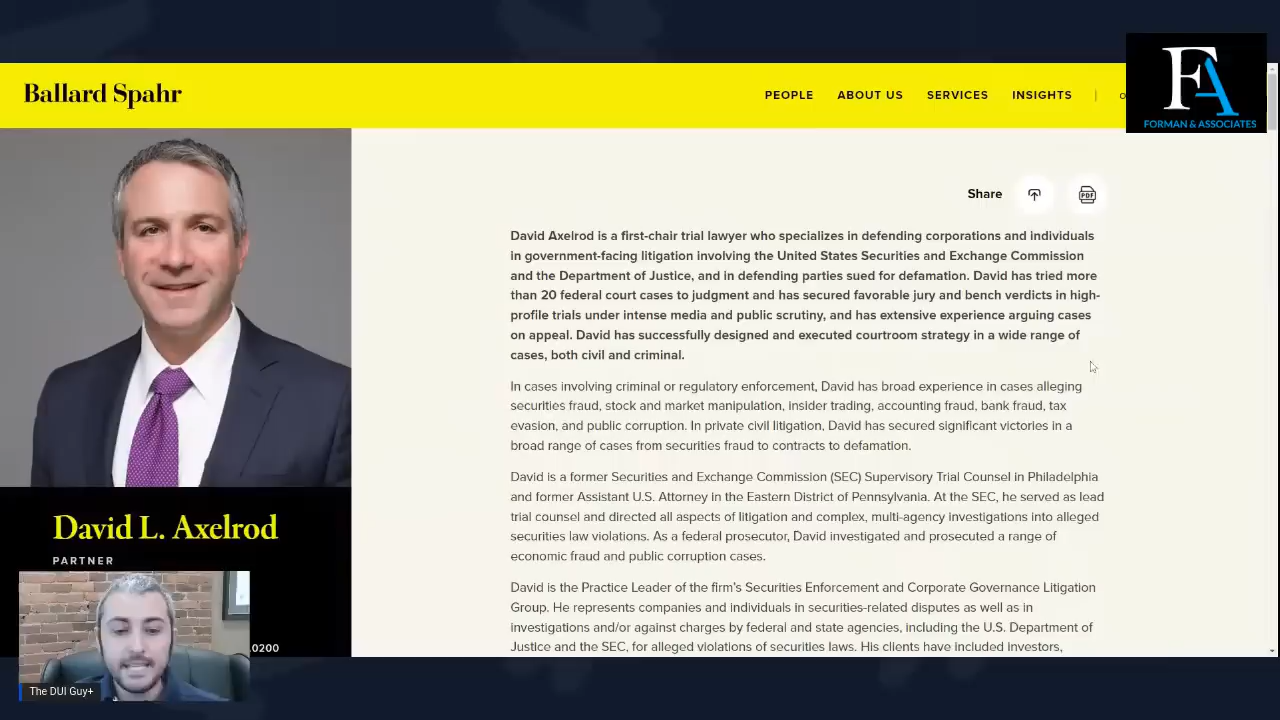 Ballard Spahr
PEOPLE ABOUT US SERVICES INSIGHTS |
FA
FORMAN & ASSOCIATES
Share
PDF
David Axelrod is a first-chair trial lawyer who specializes in defending corporations and individuals
in government-facing litigation involving the United States Securities and Exchange Commission
and the Department of Justice, and in defending parties sued for defamation. David has tried more
than 20 federal court cases to judgment and has secured favorable jury and bench verdicts in high-
profile trials under intense media and public scrutiny, and has extensive experience arguing cases
on appeal. David has successfully designed and executed courtroom strategy in a wide range of
cases, both civil and criminal.
In cases involving criminal or regulatory enforcement, David has broad experience in cases alleging
securities fraud, stock and market manipulation, insider trading, accounting fraud, bank fraud, tax
evasion, and public corruption. In private civil litigation, David has secured significant victories in a
broad range of cases from securities fraud to contracts to defamation.
David is a former Securities and Exchange Commission (SEC) Supervisory Trial Counsel in Philadelphia
and former Assistant U.S. Attorney in the Eastern District of Pennsylvania. At the SEC, he served as lead
trial counsel and directed all aspects of litigation and complex, multi-agency investigations into alleged
securities law violations. As a federal prosecutor, David investigated and prosecuted a range of
economic fraud and public corruption cases.
David is the Practice Leader of the firm's Securities Enforcement and Corporate Governance Litigation
Group. He represents companies and individuals in securities-related disputes as well as in
investigations and/or against charges by federal and state agencies, including the U.S. Department of
Justice and the SEC, for alleged violations of securities laws. His clients have included investors,
David L. Axelrod
PARTNER
.0200
The DUI Guy+